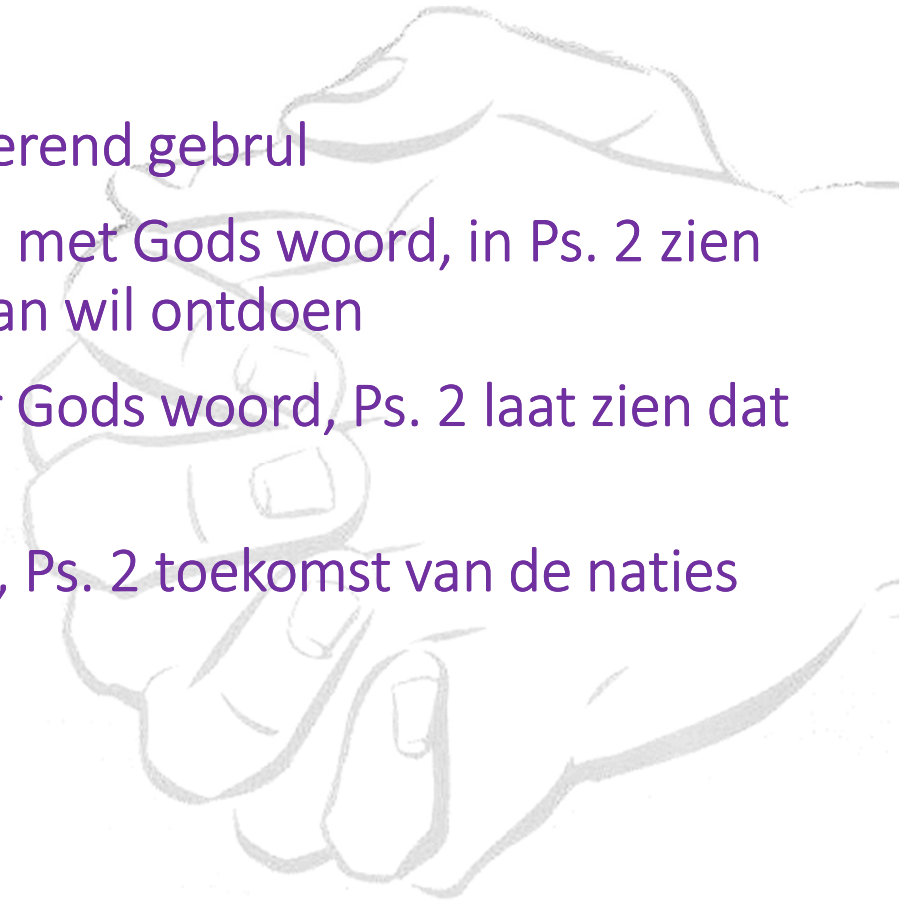 erend gebrul
met Gods woord, in Ps. 2 zien
an wil ontdoen
Gods woord, Ps. 2 laat zien dat
, Ps. 2 toekomst van de naties